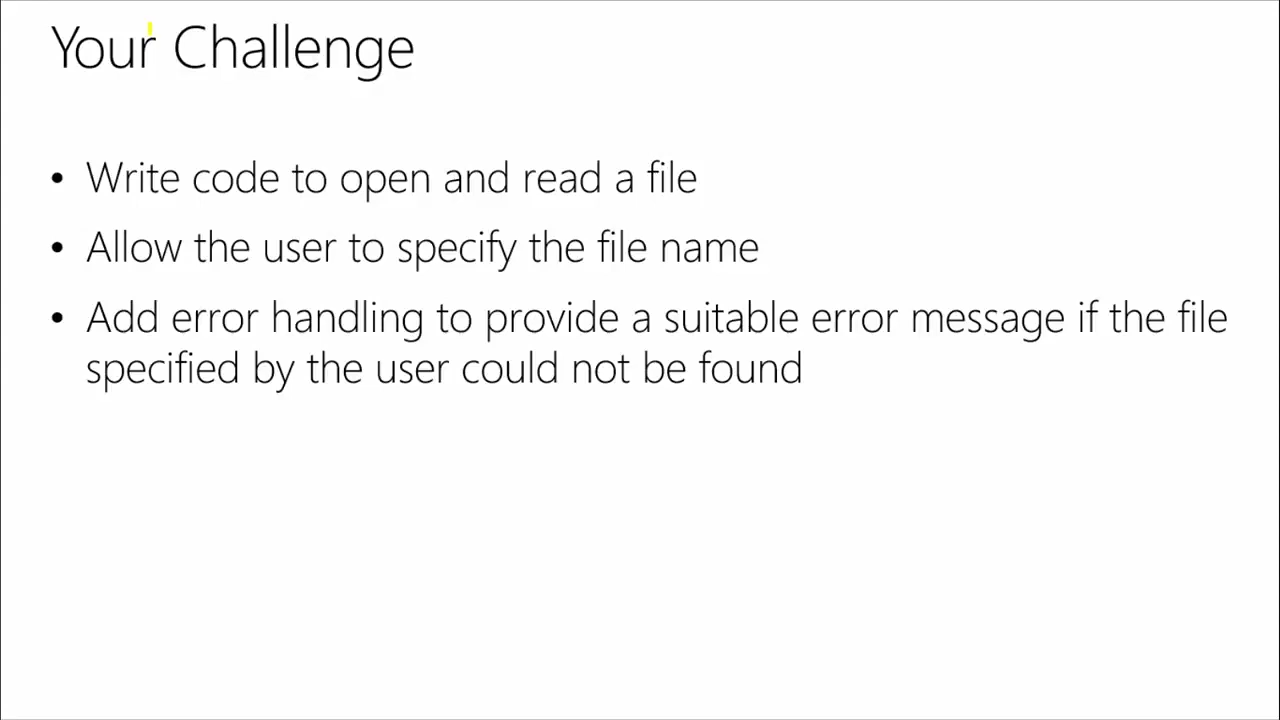 Your Challenge
• Write code to open and read a file
• Allow the user to specify the file name
• Add error handling to provide a suitable error message if the file
specified by the user could not be found